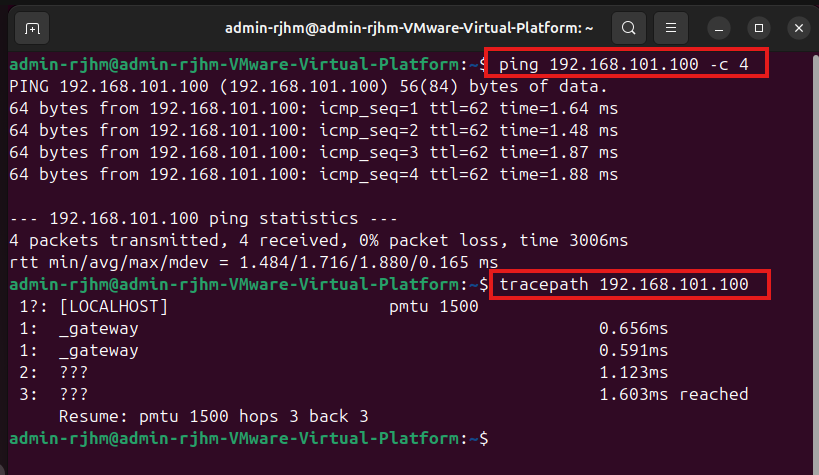 admin-rjhm@admin-rjhm-VMware-Virtual-Platform: ~
admin-rjhm@admin-rjhm-VMware-Virtual-Platform:~$ ping 192.168.101.100 -c 4
PING 192.168.101.100 (192.168.101.100) 56(84) bytes of data.
64 bytes from 192.168.101.100: icmp_seq=1 ttl=62 time=1.64 ms
64 bytes from 192.168.101.100: icmp_seq=2 ttl=62 time=1.48 ms
64 bytes from 192.168.101.100: icmp_seq=3 ttl=62 time=1.87 ms
64 bytes from 192.168.101.100: icmp_seq=4 ttl=62 time=1.88 ms

--- 192.168.101.100 ping statistics ---
4 packets transmitted, 4 received, 0% packet loss, time 3006ms
rtt min/avg/max/mdev = 1.484/1.716/1.880/0.165 ms
admin-rjhm@admin-rjhm-VMware-Virtual-Platform:~$ tracepath 192.168.101.100
 1?: [LOCALHOST]                      pmtu 1500
 1:  _gateway                                              0.656ms
 1:  _gateway                                              0.591ms
 2:  ???                                                   1.123ms
 3:  ???                                                   1.603ms reached
     Resume: pmtu 1500 hops 3 back 3
admin-rjhm@admin-rjhm-VMware-Virtual-Platform:~$